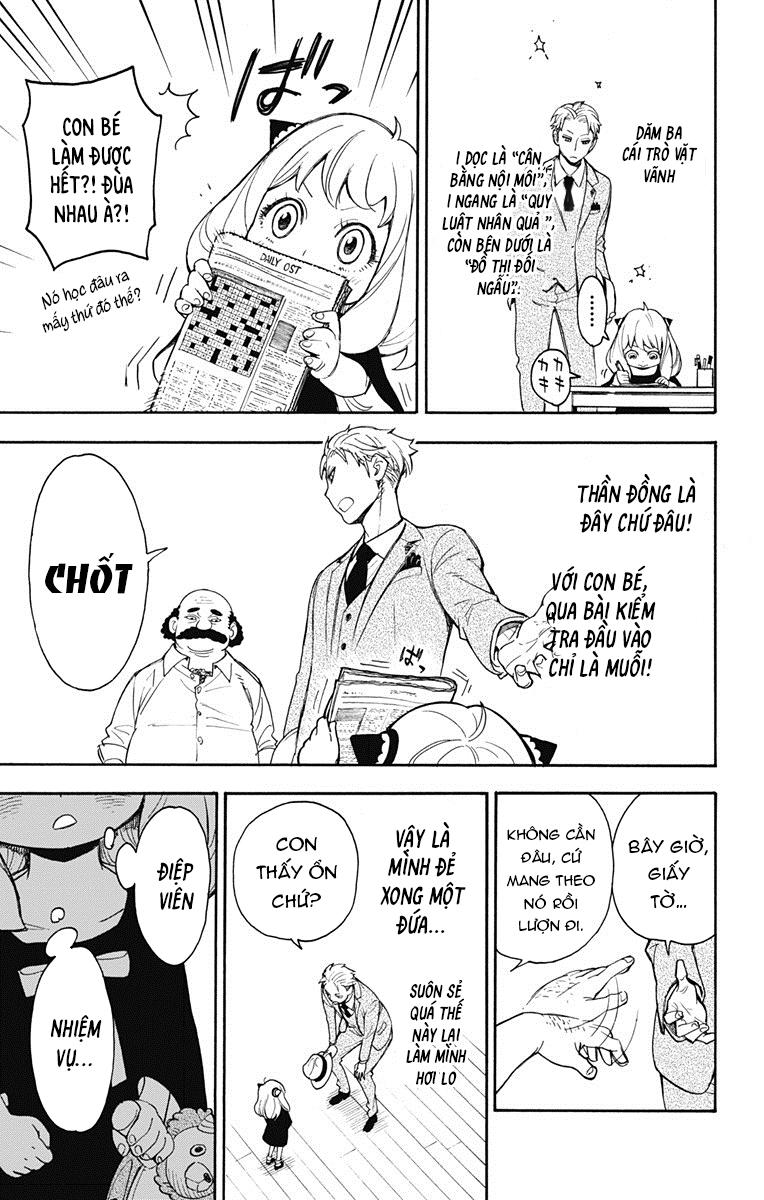 DĂM BA
CÁI TRÒ VẶT
VÃNH
1 DỌC LÀ "CÂN
BẰNG NỘI MÔI",
1 NGANG LÀ "QUY
LUẬT NHÂN QUẢ",
CÒN BÊN DƯỚI LÀ
"ĐỒ THỊ ĐỐI
NGẪU".
......
カキ
カキ
ばっ
CON BÉ
LÀM ĐƯỢC
HẾT?! ĐÙA
NHAU À?!
Nó học đâu ra
mấy thứ đó thế?
DAILY OST
THẦN ĐỒNG LÀ
ĐÂY CHỨ ĐÂU!
VỚI CON BÉ,
QUA BÀI KIỂM
TRA ĐẦU VÀO
CHỈ LÀ MUỖI!
ばっ
CHỐT
BÂY GIỜ,
GIẤY
TỜ...
KHÔNG CẦN
ĐÂU, CỨ
MANG THEO
NÓ RỒI
LƯỢN ĐI.
VẬY LÀ
MÌNH ĐẺ
XONG MỘT
ĐỨA...
SUÔN SẺ
QUÁ THẾ
NÀY LẠI
LÀM MÌNH
HƠI LO
CON
THẤY ỔN
CHỨ?
ĐIỆP
VIÊN
NHIỆM
VỤ...